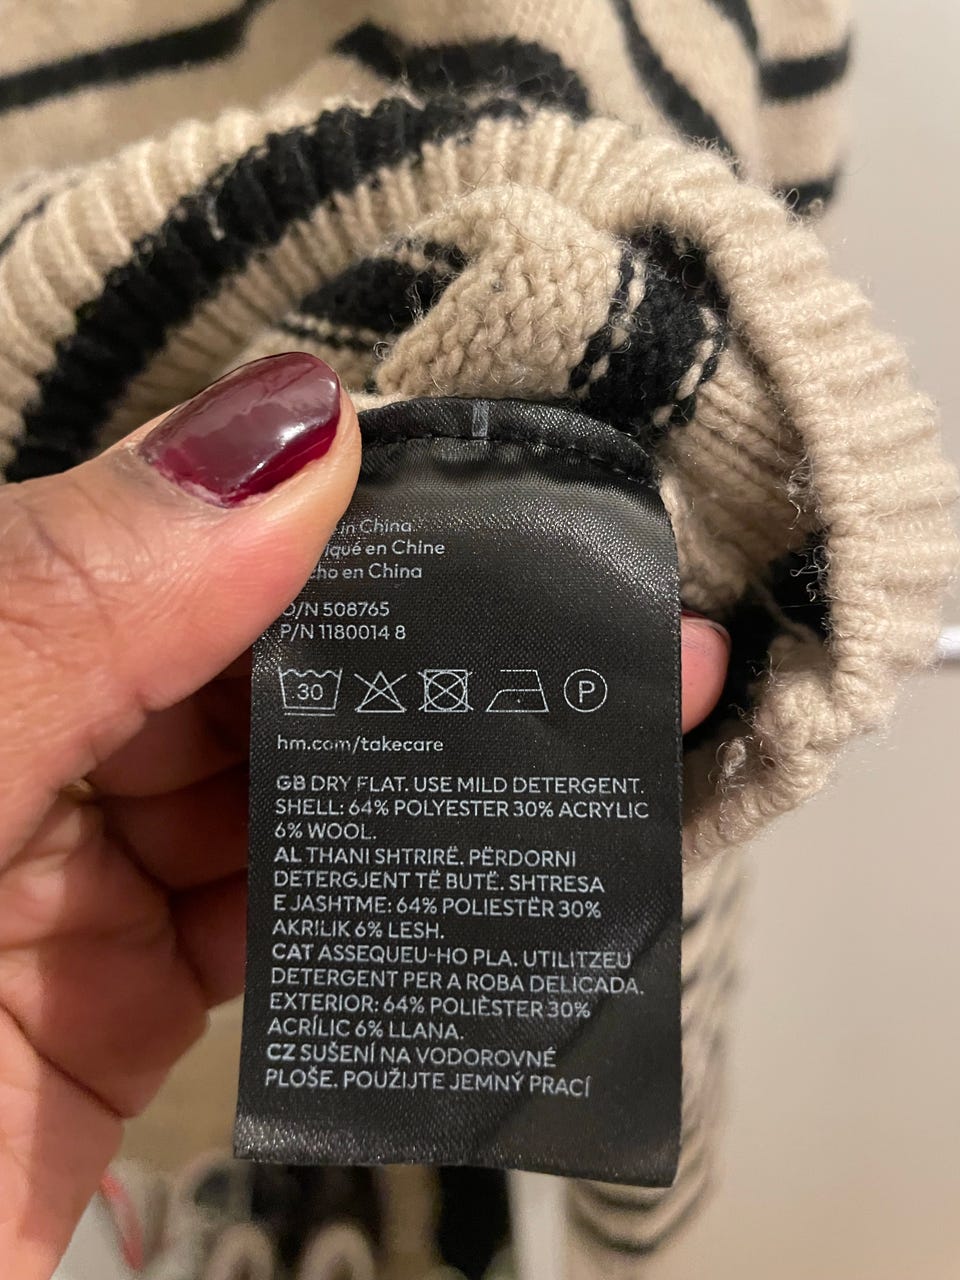 in China
en Chine
en China
O/N 508765
P/N 1180014 8
30 P
hm.com/takecare
GB DRY FLAT. USE MILD DETERGENT.
SHELL: 64% POLYESTER 30% ACRYLIC
6% WOOL.
AL THANI SHTRIRË. PËRDORNI
DETERGJENT TË BUTË. SHTRESA
E JASHTME: 64% POLIESTËR 30%
AKRILIK 6% LESH.
CAT ASSEQUEU-HO PLA. UTILITZEU
DETERGENT PER A ROBA DELICADA.
EXTERIOR: 64% POLIÈSTER 30%
ACRÍLIC 6% LLANA.
CZ SUŠENÍ NA VODOROVNÉ
PLOŠE. POUŽIJTE JEMNÝ PRACÍ